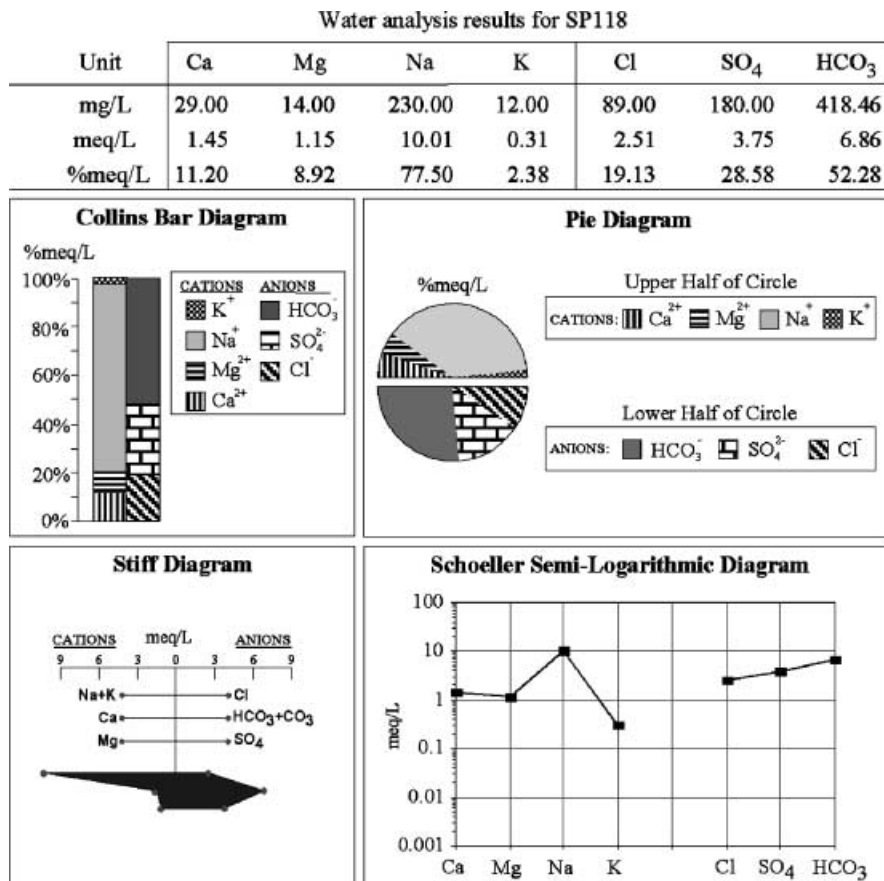 Water analysis results for SP118
Unit Ca Mg Na K Cl SO4 HCO3
mg/L 29.00 14.00 230.00 12.00 89.00 180.00 418.46
meq/L 1.45 1.15 10.01 0.31 2.51 3.75 6.86
%meq/L 11.20 8.92 77.50 2.38 19.13 28.58 52.28
Collins Bar Diagram
%meq/L
100%
80%
60%
40%
20%
0%
CATIONS ANIONS
K+ HCO3-
Na+ SO4 2-
Mg2+ Cl-
Ca2+
Pie Diagram
%meq/L
Upper Half of Circle
CATIONS: Ca2+ Mg2+ Na+ K+
Lower Half of Circle
ANIONS: HCO3- SO4 2- Cl-
Stiff Diagram
CATIONS meq/L ANIONS
9 6 3 0 3 6 9
Na+K Cl
Ca HCO3+CO3
Mg SO4
Schoeller Semi-Logarithmic Diagram
meq/L
100
10
1
0.1
0.01
0.001
Ca Mg Na K Cl SO4 HCO3